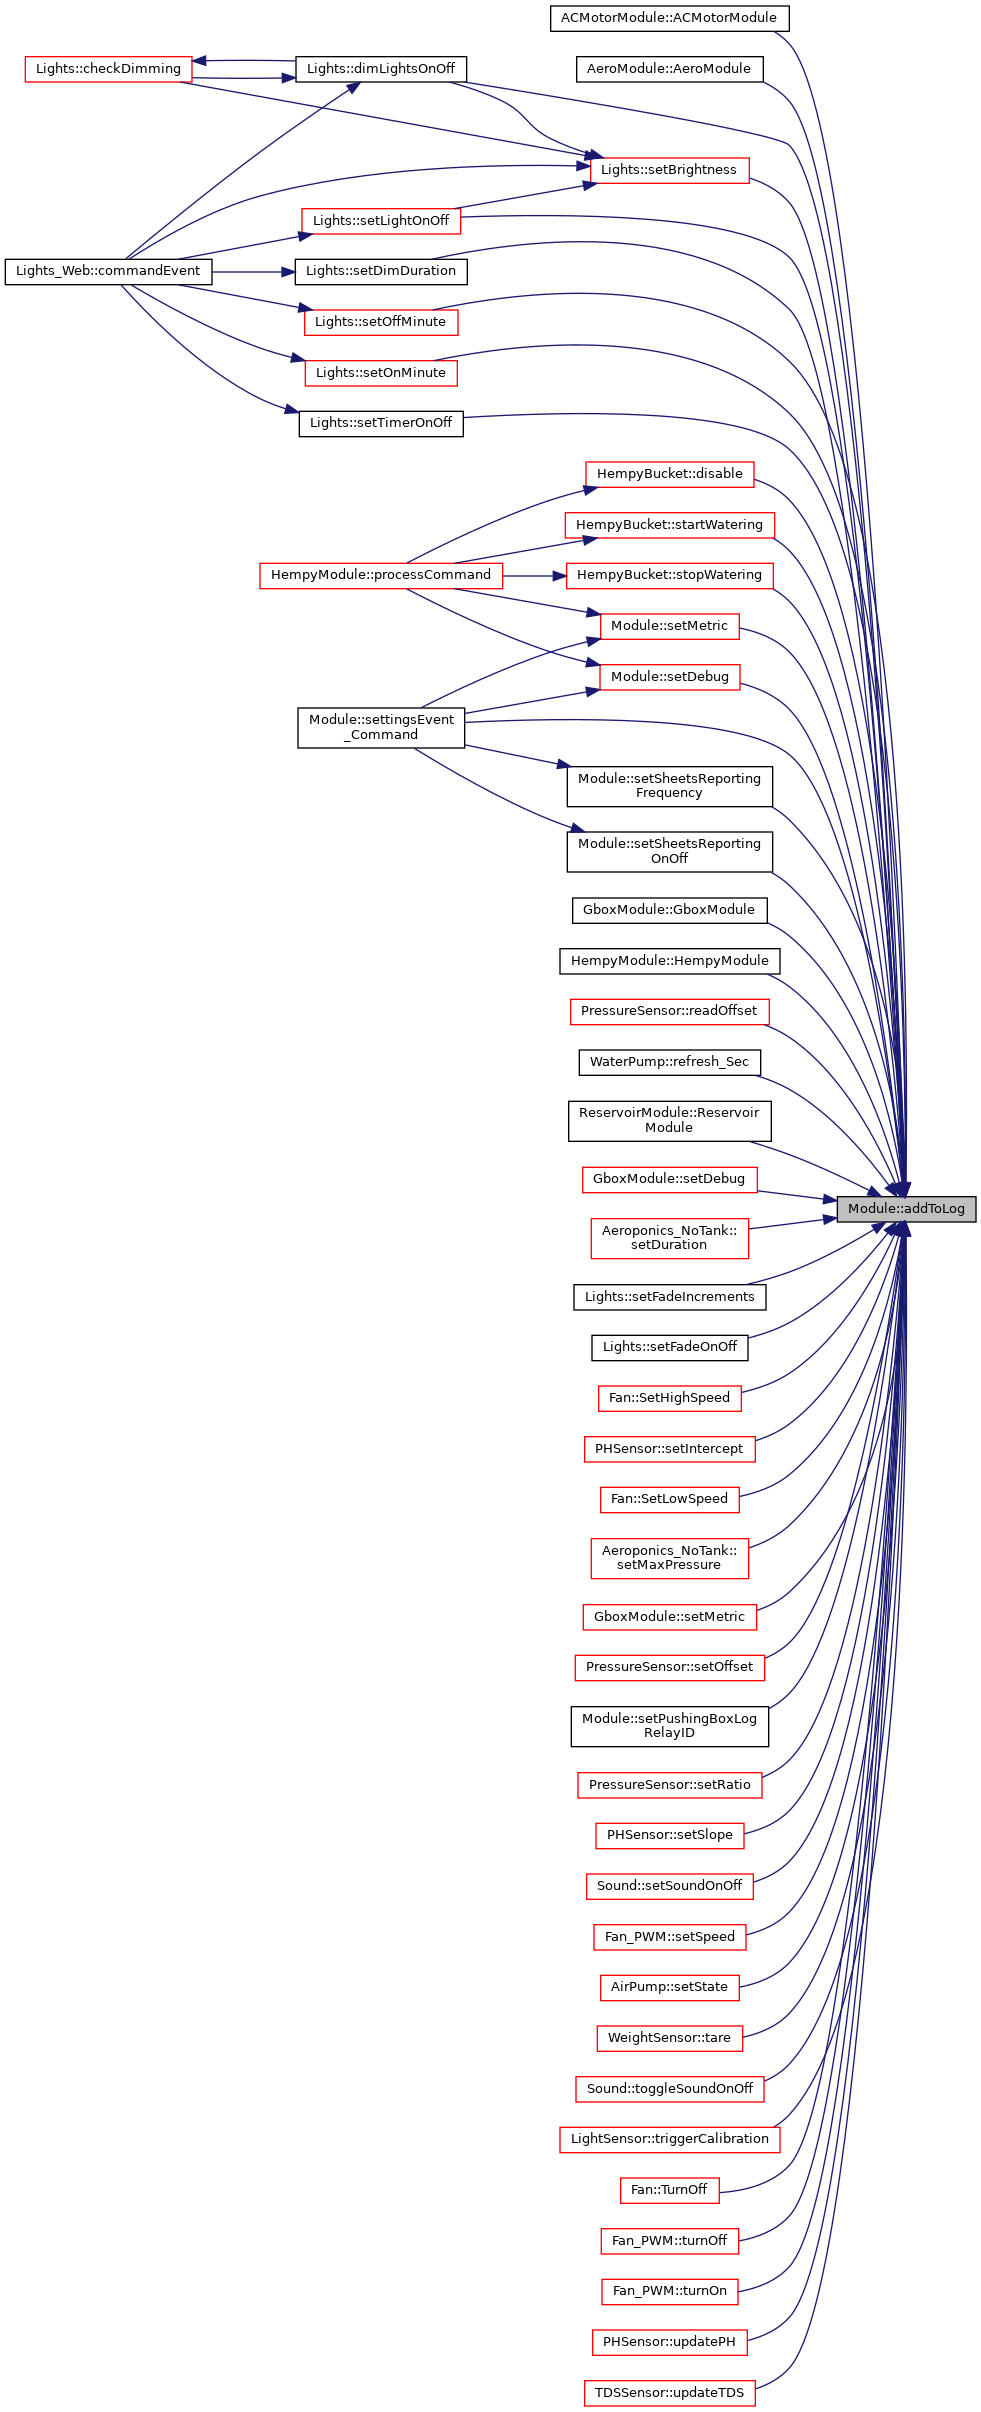 ACMotorModule::ACMotorModule
Lights::checkDimming
Lights::dimLightsOnOff
AeroModule::AeroModule
Lights::setBrightness
Lights::setLightOnOff
Lights_Web::commandEvent
Lights::setDimDuration
Lights::setOffMinute
Lights::setOnMinute
Lights::setTimerOnOff
HempyBucket::disable
HempyBucket::startWatering
HempyModule::processCommand
HempyBucket::stopWatering
Module::setMetric
Module::setDebug
Module::settingsEvent
_Command
Module::setSheetsReporting
Frequency
Module::setSheetsReporting
OnOff
GboxModule::GboxModule
HempyModule::HempyModule
PressureSensor::readOffset
WaterPump::refresh_Sec
ReservoirModule::Reservoir
Module
GboxModule::setDebug
Module::addToLog
Aeroponics_NoTank::
setDuration
Lights::setFadeIncrements
Lights::setFadeOnOff
Fan::SetHighSpeed
PHSensor::setIntercept
Fan::SetLowSpeed
Aeroponics_NoTank::
setMaxPressure
GboxModule::setMetric
PressureSensor::setOffset
Module::setPushingBoxLog
RelayID
PressureSensor::setRatio
PHSensor::setSlope
Sound::setSoundOnOff
Fan_PWM::setSpeed
AirPump::setState
WeightSensor::tare
Sound::toggleSoundOnOff
LightSensor::triggerCalibration
Fan::TurnOff
Fan_PWM::turnOff
Fan_PWM::turnOn
PHSensor::updatePH
TDSSensor::updateTDS